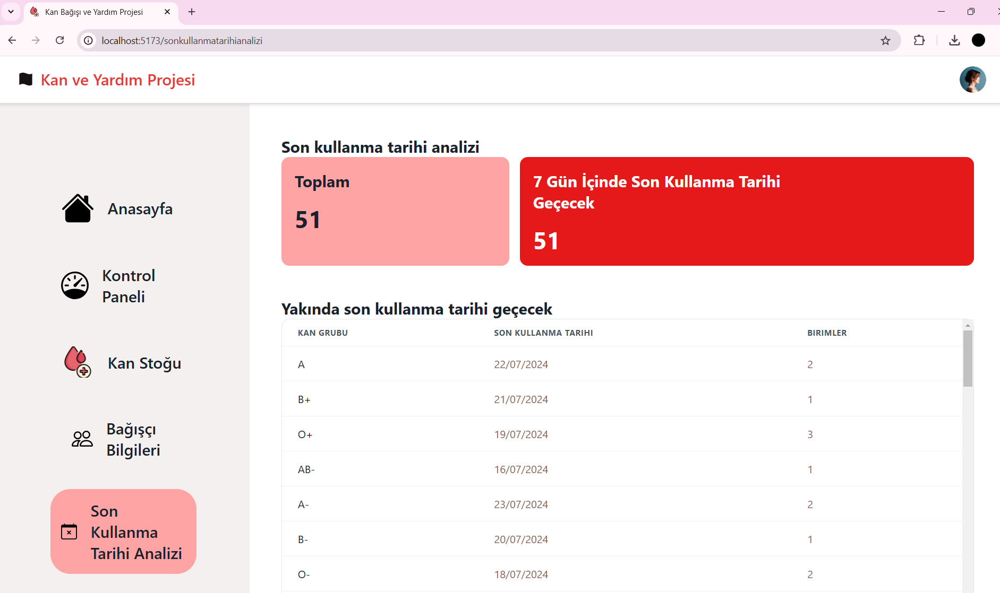 Kan Bağışı ve Yardım Projesi
localhost:5173/sonkullanmatarihianalizi
Kan ve Yardım Projesi
Anasayfa
Kontrol
Paneli
Kan Stoğu
Bağışçı
Bilgileri
Son
Kullanma
Tarihi Analizi
Son kullanma tarihi analizi
Toplam
51
7 Gün İçinde Son Kullanma Tarihi
Geçecek
51
Yakında son kullanma tarihi geçecek
KAN GRUBU SON KULLANMA TARIHI BIRIMLER
A 22/07/2024 2
B+ 21/07/2024 1
O+ 19/07/2024 3
AB- 16/07/2024 1
A- 23/07/2024 2
B- 20/07/2024 1
O- 18/07/2024 2